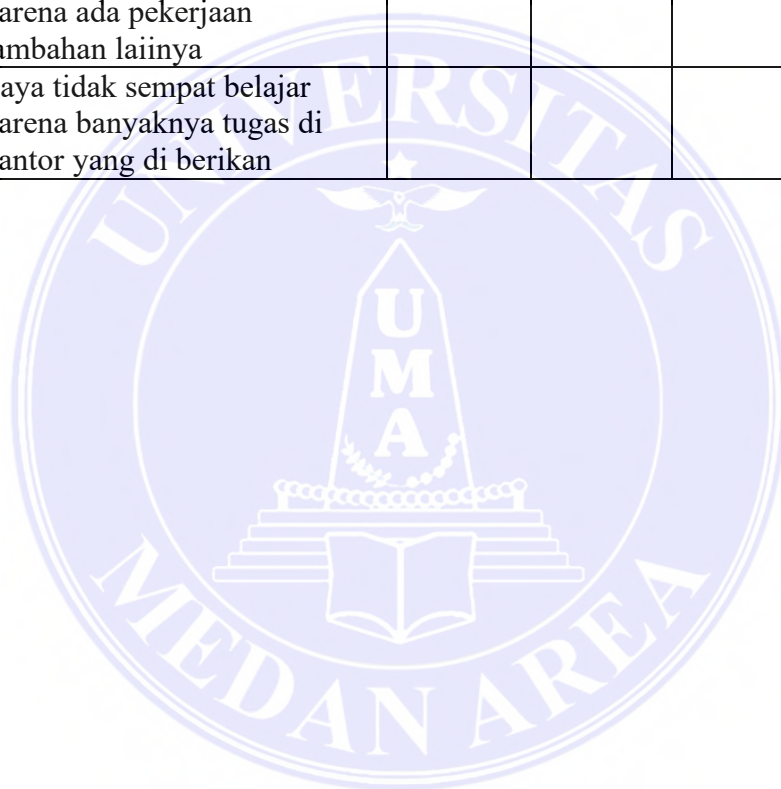 arena ada pekerjaan
ambahan laiinya
aya tidak sempat belajar
arena banyaknya tugas di
antor yang di berikan
UNIVERSITAS
UMA
MEDAN AREA